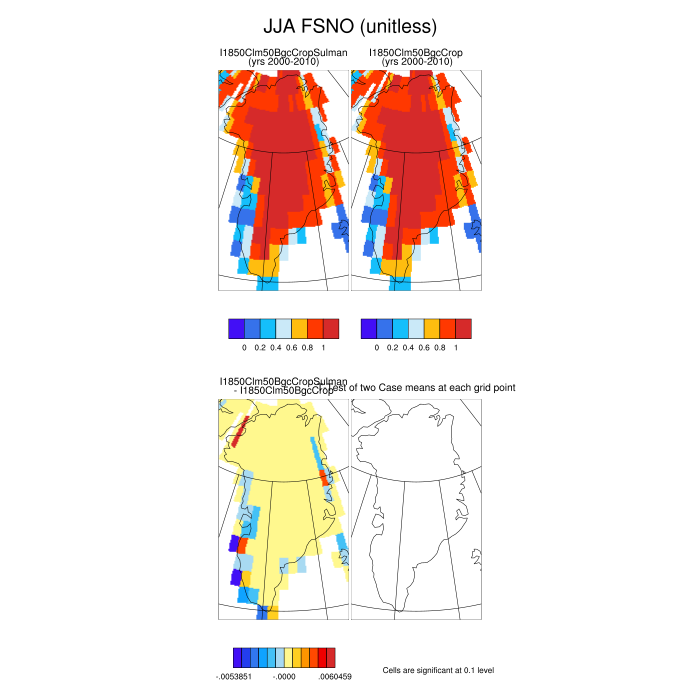 JJA FSNO (unitless)
I1850Clm50BgcCropSulman
(yrs 2000-2010)
I1850Clm50BgcCrop
(yrs 2000-2010)
0 0.2 0.4 0.6 0.8 1
0 0.2 0.4 0.6 0.8 1
I1850Clm50BgcCropSulman
- I1850Clm50BgcCrop
Test of two Case means at each grid point
-.0053851 -.0000 .0060459
Cells are significant at 0.1 level